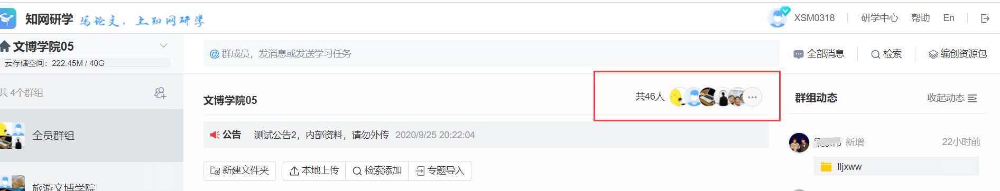 知网研学 写论文，上知网研学
XSM0318 研学中心 帮助 En
文博学院05
云存储空间：222.45M / 40G
@ 群成员，发消息或发送学习任务
全部消息 检索 编创资源包
共 4个群组
全员群组
旅游文博学院
文博学院05
共46人
公告 测试公告2，内部资料，请勿外传 2020/9/25 20:22:04
新建文件夹 本地上传 检索添加 专题导入
群组动态 收起动态
新增 22小时前
lljxww